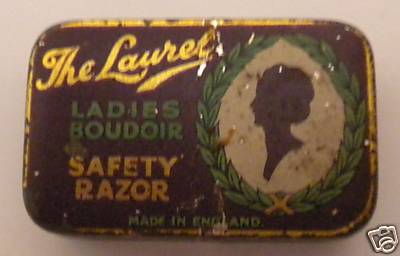 The Laurel
LADIES
BOUDOIR
SAFETY
RAZOR
MADE IN ENGLAND.